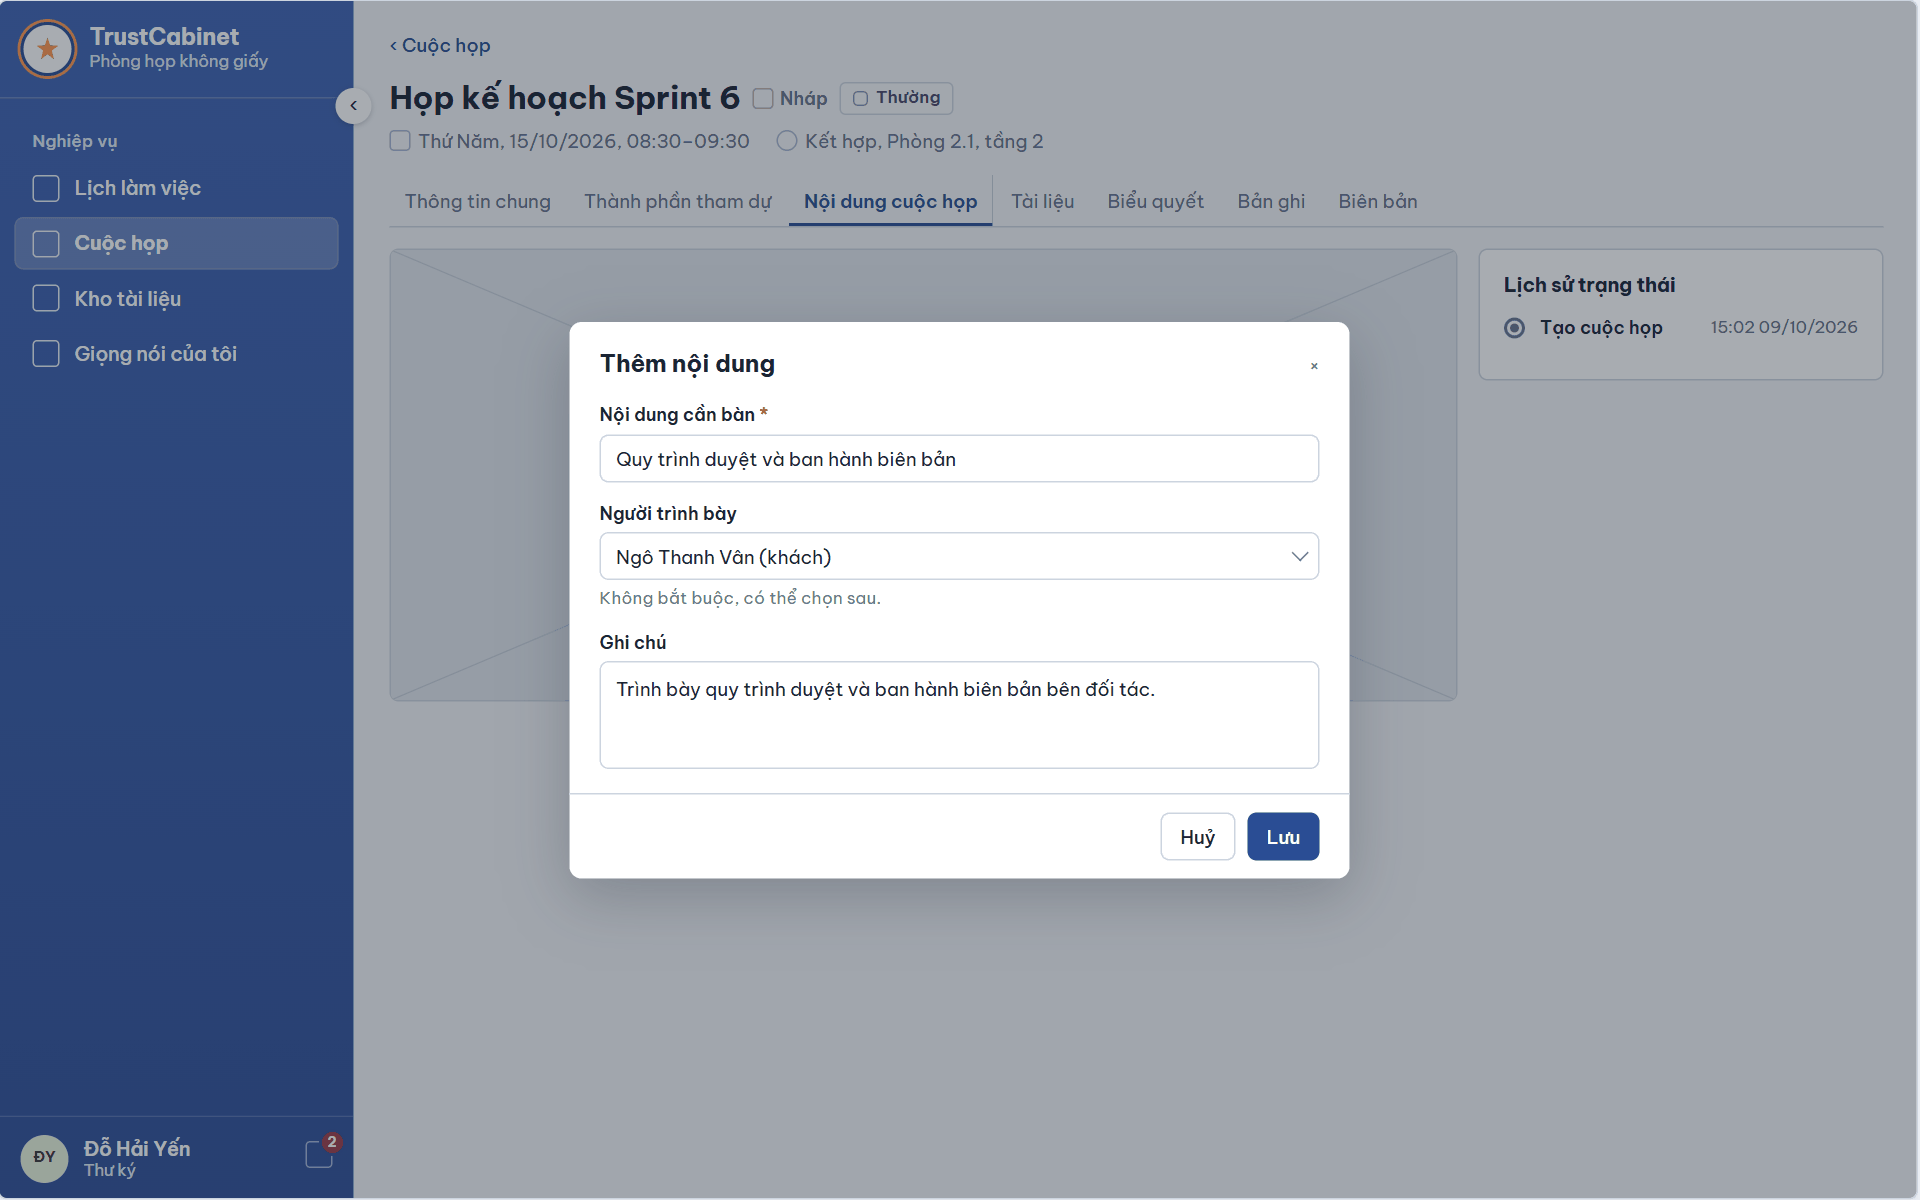 TrustCabinet
Phòng họp không giấy
Nghiệp vụ
Lịch làm việc
Cuộc họp
Kho tài liệu
Giọng nói của tôi
ĐY
Đỗ Hải Yến
Thư ký
2
‹ Cuộc họp
Họp kế hoạch Sprint 6 Nháp Thường
Thứ Năm, 15/10/2026, 08:30–09:30 Kết hợp, Phòng 2.1, tầng 2
Thông tin chung Thành phần tham dự Nội dung cuộc họp Tài liệu Biểu quyết Bản ghi Biên bản
Lịch sử trạng thái
Tạo cuộc họp 15:02 09/10/2026
Thêm nội dung ×
Nội dung cần bàn *
Quy trình duyệt và ban hành biên bản
Người trình bày
Ngô Thanh Vân (khách)
Không bắt buộc, có thể chọn sau.
Ghi chú
Trình bày quy trình duyệt và ban hành biên bản bên đối tác.
Huỷ Lưu